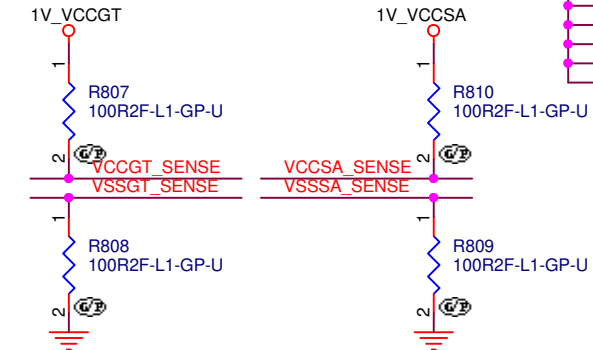 1V_VCCGT
1V_VCCSA
1
R807
100R2F-L1-GP-U
2
G/P
1
R810
100R2F-L1-GP-U
2
G/P
VCCGT_SENSE
VSSGT_SENSE
VCCSA_SENSE
VSSSA_SENSE
1
R808
100R2F-L1-GP-U
2
G/P
1
R809
100R2F-L1-GP-U
2
G/P